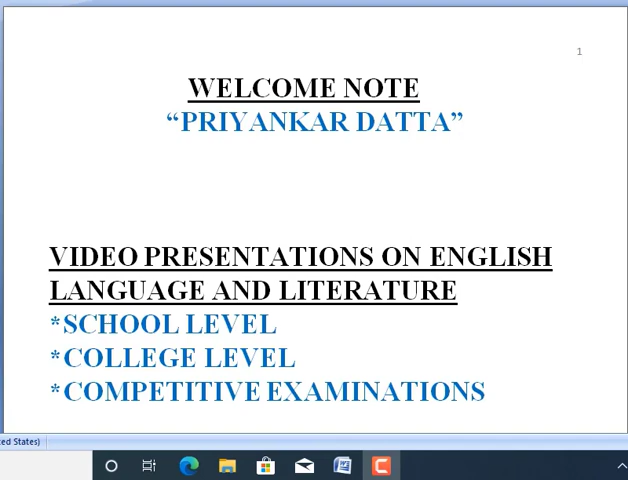 1
WELCOME NOTE
“PRIYANKAR DATTA”
VIDEO PRESENTATIONS ON ENGLISH
LANGUAGE AND LITERATURE
*SCHOOL LEVEL
*COLLEGE LEVEL
*COMPETITIVE EXAMINATIONS
ted States)